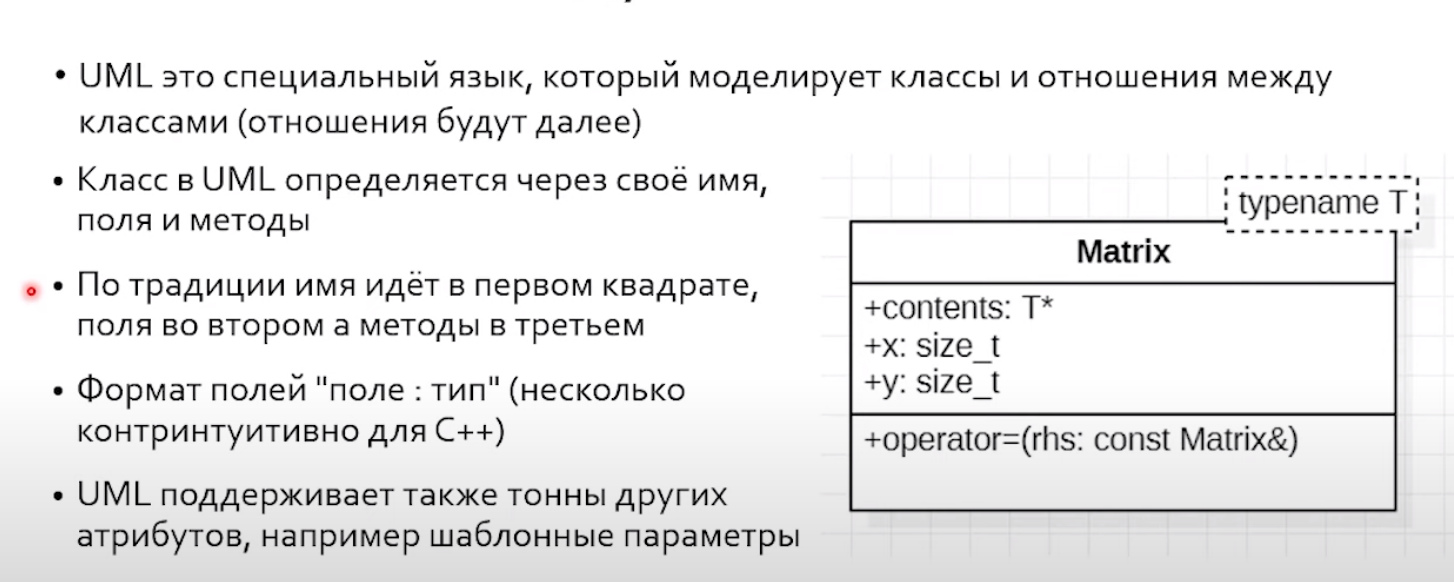 • UML это специальный язык, который моделирует классы и отношения между
классами (отношения будут далее)
• Класс в UML определяется через своё имя,
поля и методы
• По традиции имя идёт в первом квадрате,
поля во втором а методы в третьем
• Формат полей "поле : тип" (несколько
контринтуитивно для C++)
• UML поддерживает также тонны других
атрибутов, например шаблонные параметры
typename T
Matrix
+contents: T*
+x: size_t
+y: size_t
+operator=(rhs: const Matrix&)